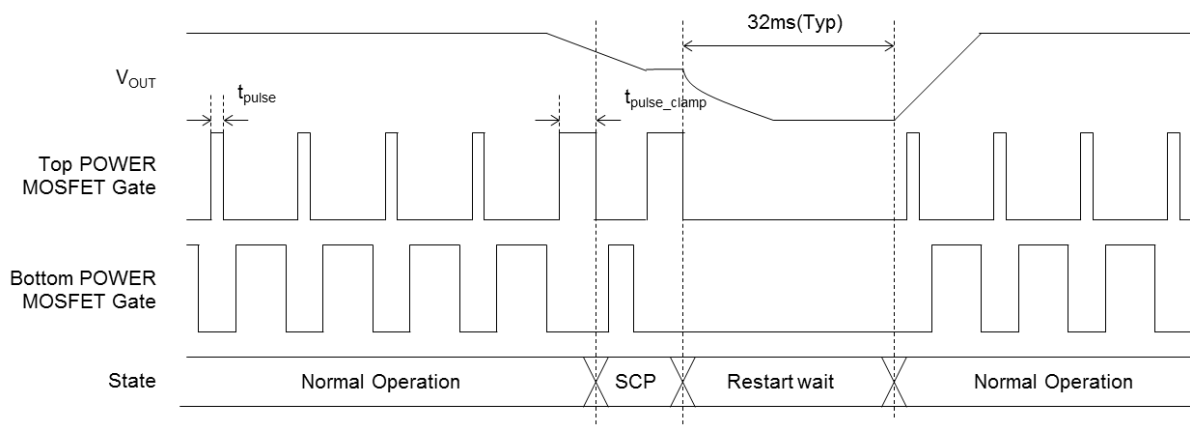 32ms(Typ)
VOUT
tpulse
tpulse_clamp
Top POWER
MOSFET Gate
Bottom POWER
MOSFET Gate
State
Normal Operation
SCP
Restart wait
Normal Operation